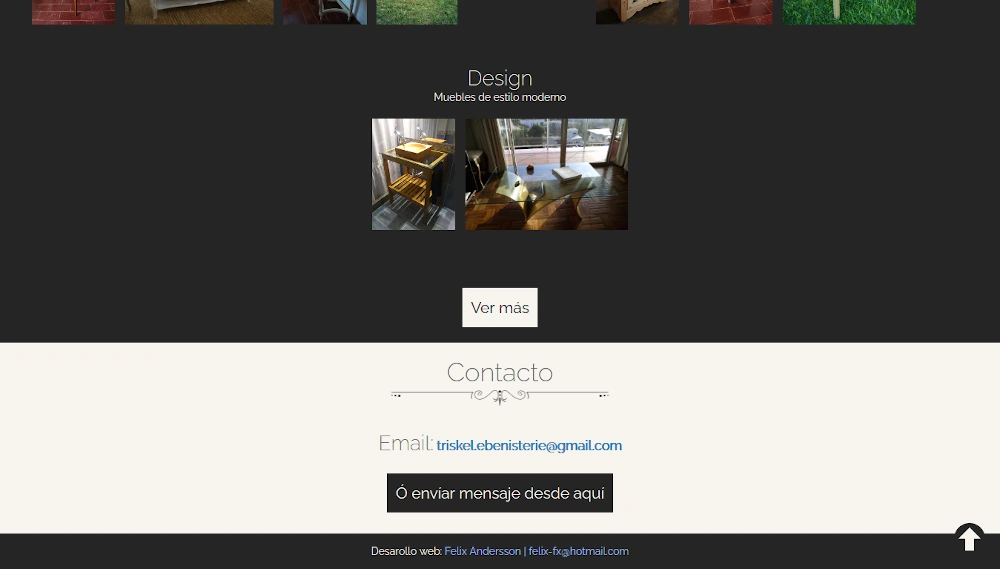 Design
Muebles de estilo moderno
Ver más
Contacto
Email: triskel.ebenisterie@gmail.com
Ó enviar mensaje desde aquí
Desarollo web: Felix Andersson | felix-fx@hotmail.com